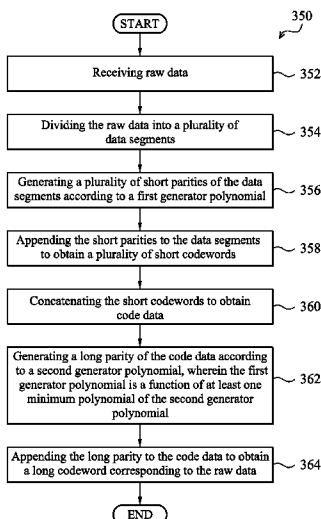 START
350
Receiving raw data
352
Dividing the raw data into a plurality of
data segments
354
Generating a plurality of short parities of the data
segments according to a first generator polynomial
356
Appending the short parities to the data segments
to obtain a plurality of short codewords
358
Concatenating the short codewords to obtain
code data
360
Generating a long parity of the code data according
to a second generator polynomial, wherein the first
generator polynomial is a function of at least one
minimum polynomial of the second generator
polynomial
362
Appending the long parity to the code data to obtain
a long codeword corresponding to the raw data
364
END